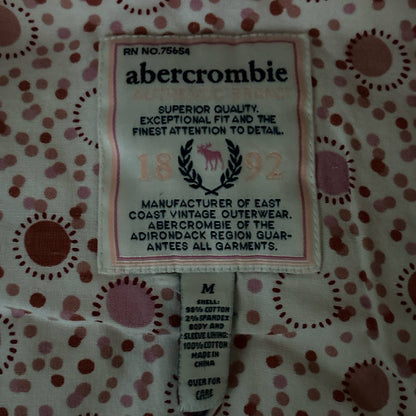 RN NO.75654
abercrombie
SUPERIOR QUALITY.
EXCEPTIONAL FIT AND THE
FINEST ATTENTION TO DETAIL.
1892
MANUFACTURER OF EAST
COAST VINTAGE OUTERWEAR.
ABERCROMBIE OF THE
ADIRONDACK REGION GUAR-
ANTEES ALL GARMENTS.
M
SHELL:
98% COTTON
2% SPANDEX
BODY AND
SLEEVE LINING:
100% COTTON
MADE IN
CHINA
OVER FOR
CARE